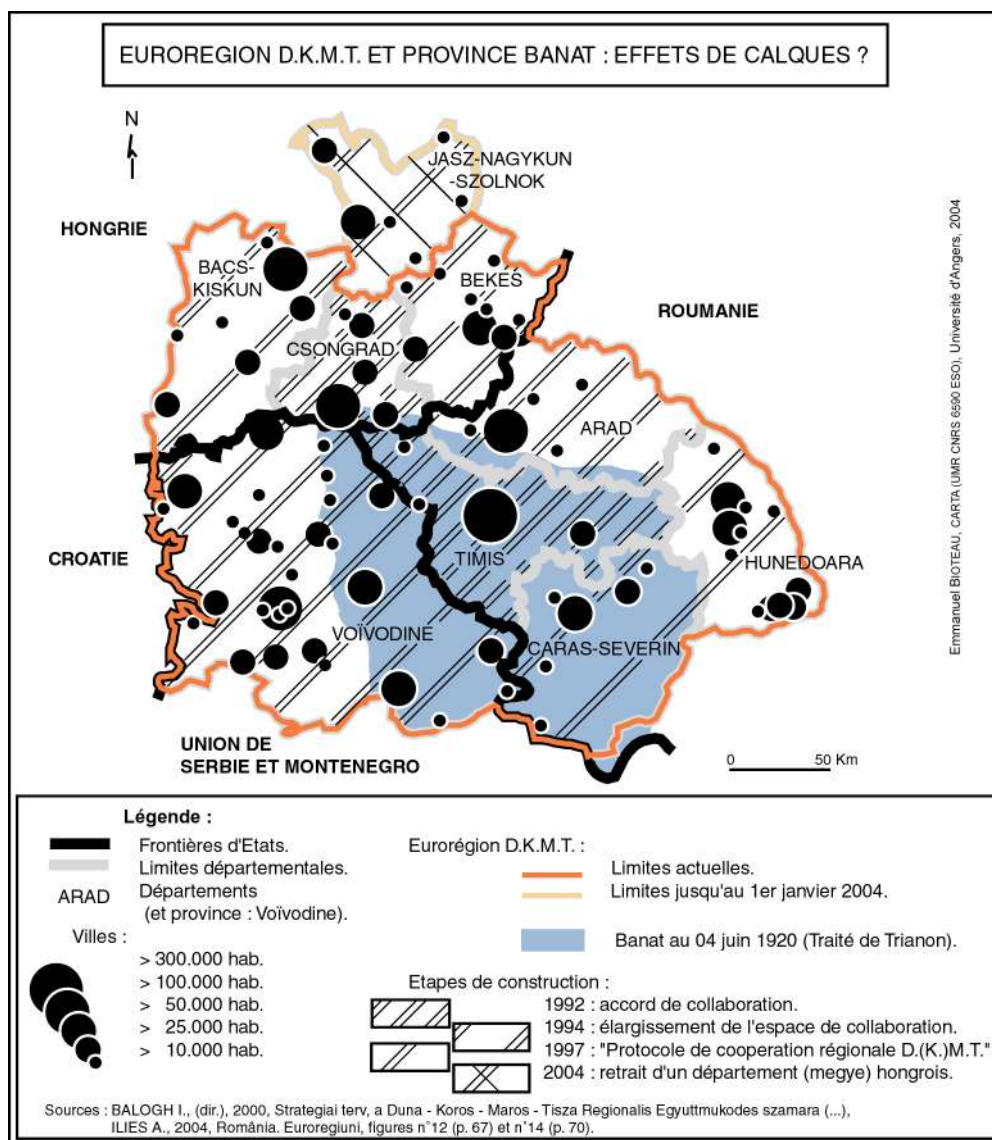 EUROREGION D.K.M.T. ET PROVINCE BANAT : EFFETS DE CALQUES ?
N
JASZ-NAGYKUN
-SZOLNOK
HONGRIE
BACS-
KISKUN
BEKES
ROUMANIE
CSONGRAD
ARAD
CROATIE
TIMIS
HUNEDOARA
VOÏVODINE
CARAS-SEVERIN
UNION DE
SERBIE ET MONTENEGRO
0 50 Km
Emmanuel BIOTEAU, CARTA (UMR CNRS 6590 ESO), Université d'Angers, 2004
Légende :
Frontières d'Etats.
Limites départementales.
ARAD Départements
(et province : Voïvodine).
Villes :
> 300.000 hab.
> 100.000 hab.
> 50.000 hab.
> 25.000 hab.
> 10.000 hab.
Eurorégion D.K.M.T. :
Limites actuelles.
Limites jusqu'au 1er janvier 2004.
Banat au 04 juin 1920 (Traité de Trianon).
Etapes de construction :
1992 : accord de collaboration.
1994 : élargissement de l'espace de collaboration.
1997 : "Protocole de cooperation régionale D.(K.)M.T."
2004 : retrait d'un département (megye) hongrois.
Sources : BALOGH I., (dir.), 2000, Strategiai terv, a Duna - Koros - Maros - Tisza Regionalis Egyuttmukodes szamara (...),
ILIES A., 2004, România. Euroregiuni, figures n°12 (p. 67) et n°14 (p. 70).